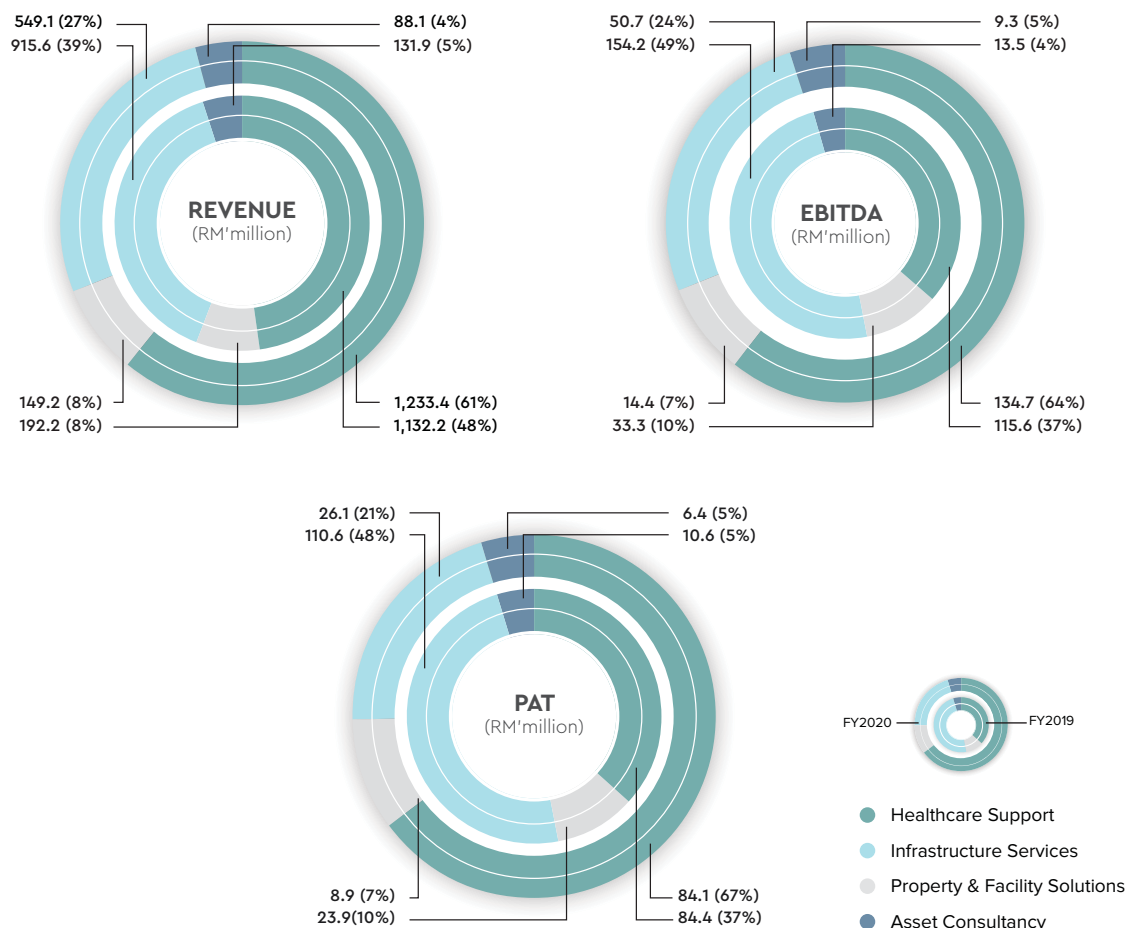 549.1 (27%)
915.6 (39%)
88.1 (4%)
131.9 (5%)
REVENUE
(RM'million)
149.2 (8%)
192.2 (8%)
1,233.4 (61%)
1,132.2 (48%)
50.7 (24%)
154.2 (49%)
9.3 (5%)
13.5 (4%)
EBITDA
(RM'million)
14.4 (7%)
33.3 (10%)
134.7 (64%)
115.6 (37%)
26.1 (21%)
110.6 (48%)
6.4 (5%)
10.6 (5%)
PAT
(RM'million)
8.9 (7%)
23.9(10%)
84.1 (67%)
84.4 (37%)
FY2020
FY2019
Healthcare Support
Infrastructure Services
Property & Facility Solutions
Asset Consultancy